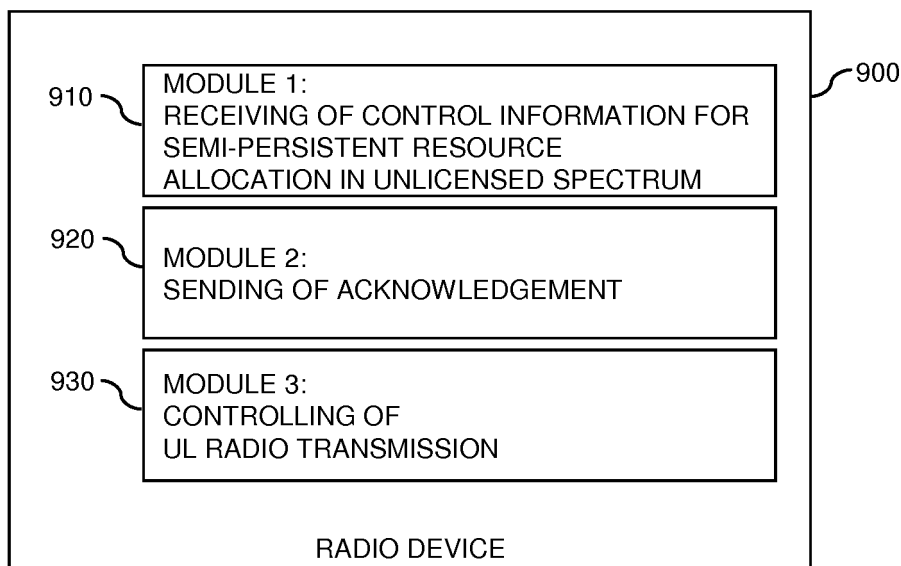 900
910
MODULE 1:
RECEIVING OF CONTROL INFORMATION FOR
SEMI-PERSISTENT RESOURCE
ALLOCATION IN UNLICENSED SPECTRUM
920
MODULE 2:
SENDING OF ACKNOWLEDGEMENT
930
MODULE 3:
CONTROLLING OF
UL RADIO TRANSMISSION
RADIO DEVICE